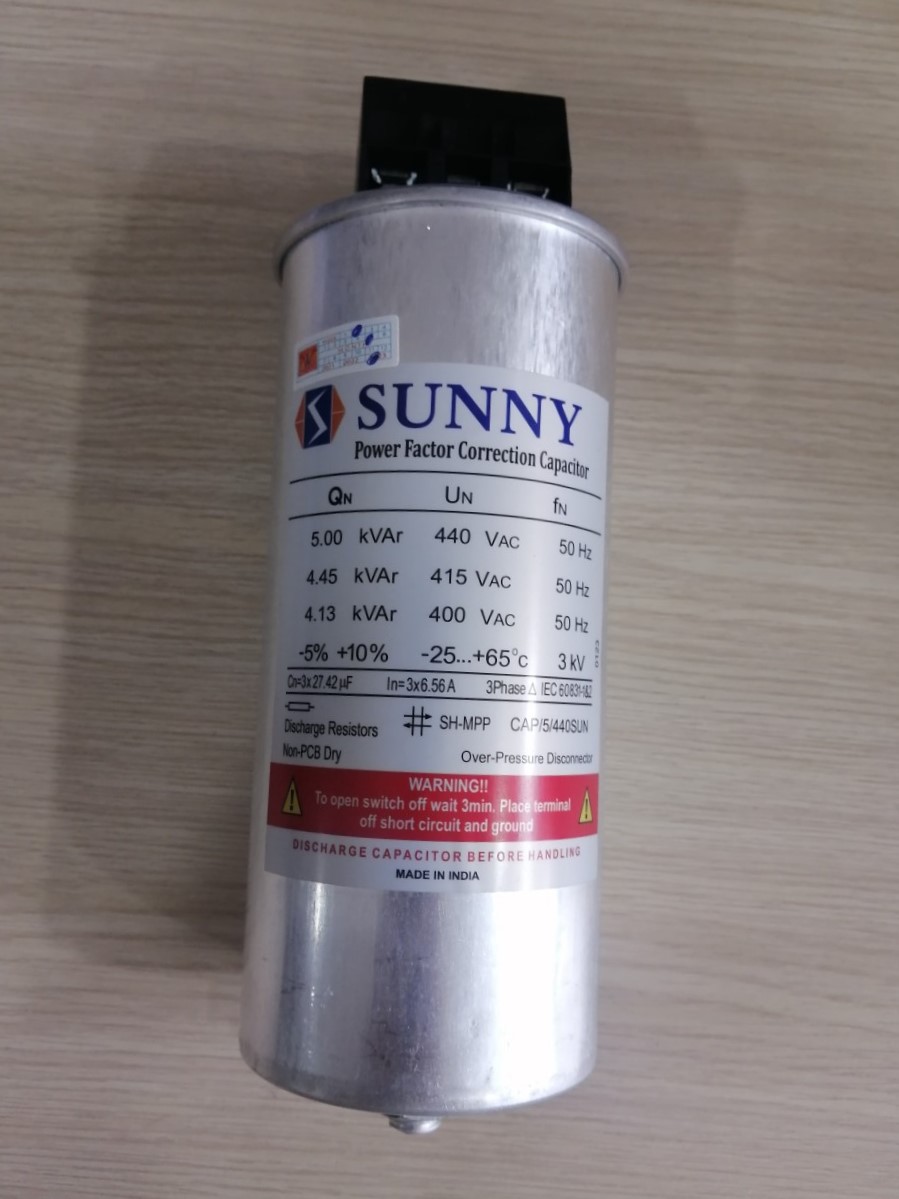 SUNNY
Power Factor Correction Capacitor
QN UN fN
5.00 kVAr 440 VAC 50 Hz
4.45 kVAr 415 VAC 50 Hz
4.13 kVAr 400 VAC 50 Hz
-5% +10% -25...+65°c 3 kV
Cn=3x27.42 µF In=3x6.56 A 3Phase Δ IEC 60831-1&2
Discharge Resistors SH-MPP CAP/5/440SUN
Non-PCB Dry Over-Pressure Disconnector
WARNING!!
To open switch off wait 3min. Place terminal
off short circuit and ground
DISCHARGE CAPACITOR BEFORE HANDLING
MADE IN INDIA
0123